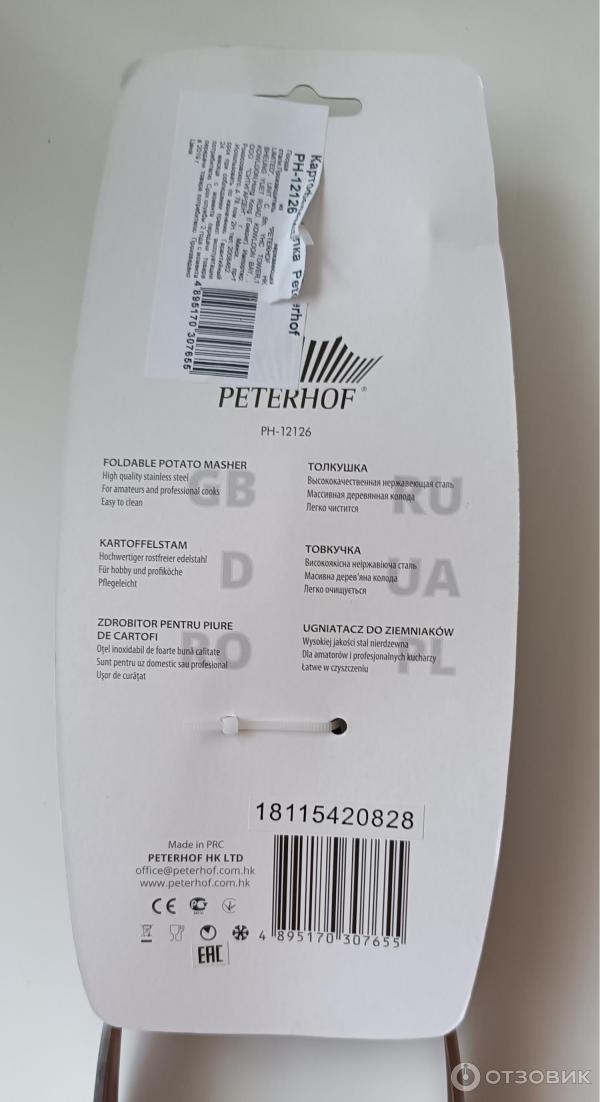 Peterhof
PH-12126
4 895170 307655
PETERHOF®
PH-12126
FOLDABLE POTATO MASHER
High quality stainless steel
For amateurs and professional cooks
Easy to clean
GB
ТОЛКУШКА
Высококачественная нержавеющая сталь
Массивная деревянная колода
Легко чистится
RU
KARTOFFELSTAM
Hochwertiger rostfreier edelstahl
Für hobby und profiköche
Pflegeleicht
D
ТОВКУЧКА
Високоякісна неіржавіюча сталь
Масивна дерев'яна колода
Легко очищується
UA
ZDROBITOR PENTRU PIURE
DE CARTOFI
Oţel inoxidabil de foarte bună calitate
Sunt pentru uz domestic sau profesional
Uşor de curăţat
RO
UGNIATACZ DO ZIEMNIAKÓW
Wysokiej jakości stal nierdzewna
Dla amatorów i profesjonalnych kucharzy
Łatwe w czyszczeniu
PL
18115420828
Made in PRC
PETERHOF HK LTD
office@peterhof.com.hk
www.peterhof.com.hk
CE
EAC
4 895170 307655
ОТЗОВИК